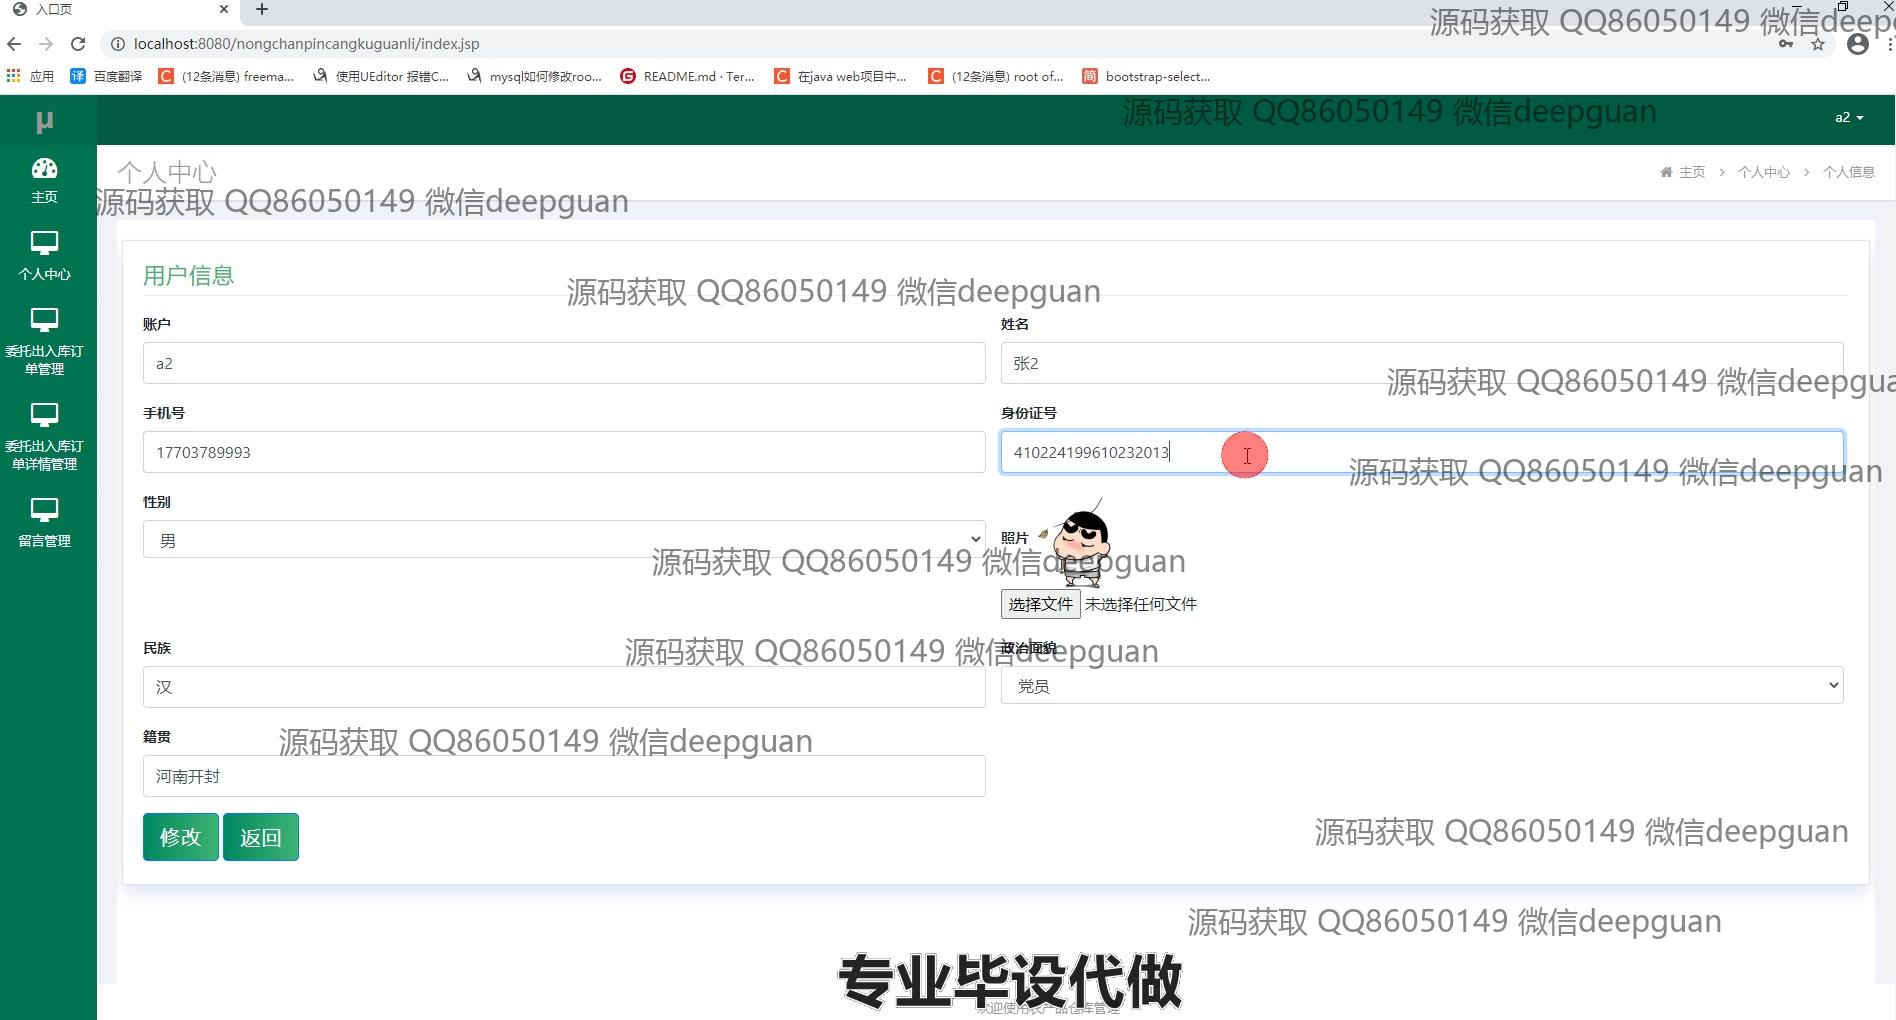 入口页
localhost:8080/nongchanpincangkuguanli/index.jsp
源码获取 QQ86050149 微信deepg
应用 百度翻译 (12条消息) freema... 使用UEditor 报错C... mysql如何修改roo... README.md · Ter... 在java web项目中... (12条消息) root of... bootstrap-select...
μ
源码获取 QQ86050149 微信deepguan
a2
主页
个人中心
主页 > 个人中心 > 个人信息
源码获取 QQ86050149 微信deepguan
个人中心
委托出入库订
单管理
委托出入库订
单详情管理
留言管理
用户信息
源码获取 QQ86050149 微信deepguan
账户
姓名
a2
张2
源码获取 QQ86050149 微信deepgua
手机号
身份证号
17703789993
410224199610232013
源码获取 QQ86050149 微信deepguan
性别
男
照片
源码获取 QQ86050149 微信deepguan
选择文件 未选择任何文件
民族
政治面貌
源码获取 QQ86050149 微信deepguan
汉
党员
籍贯
源码获取 QQ86050149 微信deepguan
河南开封
修改 返回
源码获取 QQ86050149 微信deepguan
源码获取 QQ86050149 微信deepguan
专业毕设代做
欢迎使用农产品仓库管理